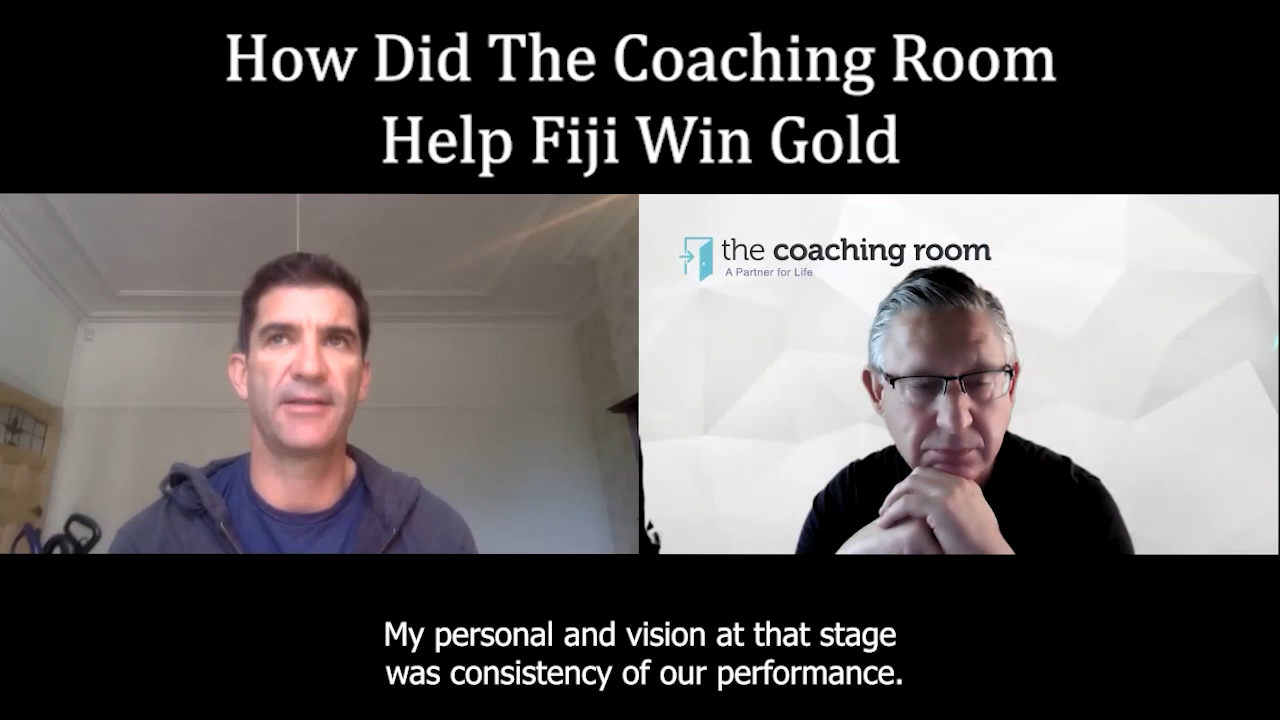 How Did The Coaching Room
Help Fiji Win Gold
the coaching room
A Partner for Life
My personal and vision at that stage
was consistency of our performance.